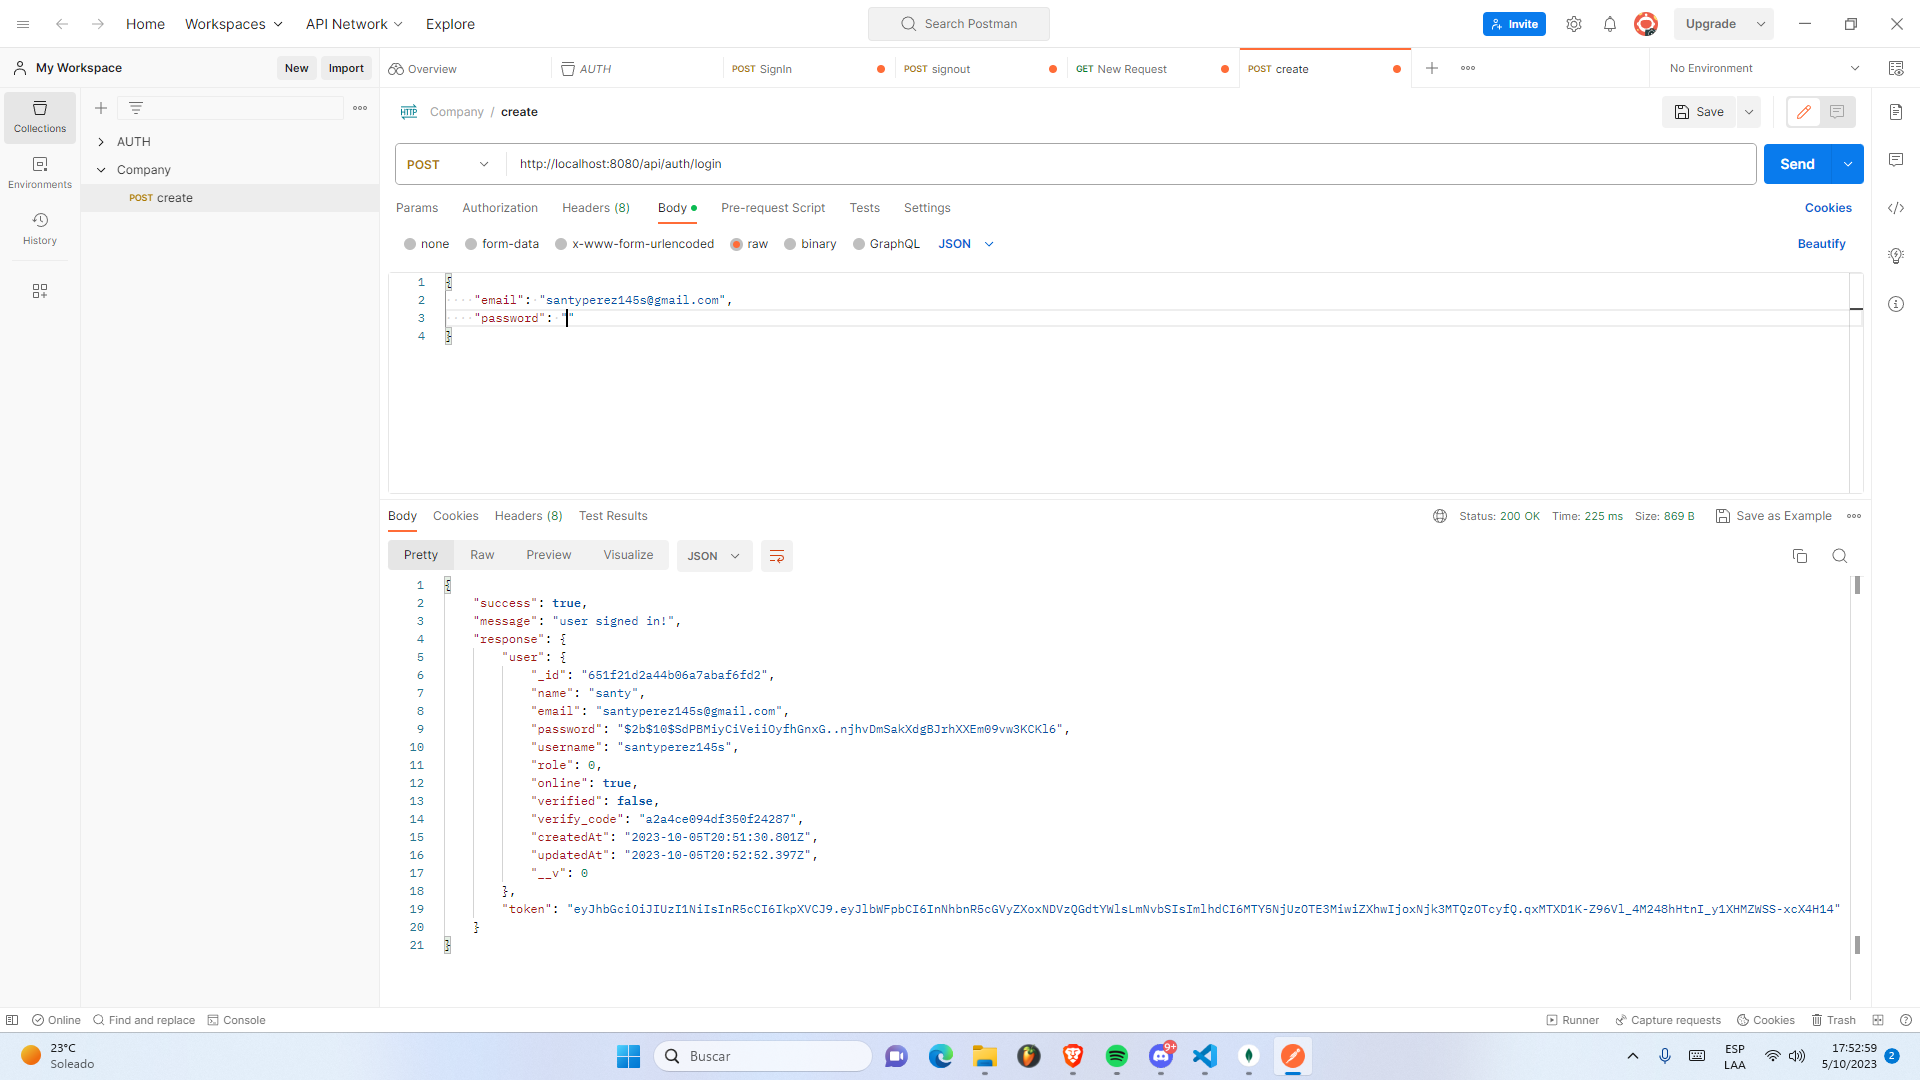 Home Workspaces API Network Explore Search Postman Invite Upgrade
My Workspace New Import Overview AUTH POST SignIn POST signout GET New Request POST create No Environment
Collections
Environments
History
AUTH
Company
POST create
HTTP Company / create Save
POST http://localhost:8080/api/auth/login Send
Params Authorization Headers (8) Body Pre-request Script Tests Settings Cookies
none form-data x-www-form-urlencoded raw binary GraphQL JSON Beautify
1 {
2 "email": "santyperez145s@gmail.com",
3 "password": ""
4 }
Body Cookies Headers (8) Test Results Status: 200 OK Time: 225 ms Size: 869 B Save as Example
Pretty Raw Preview Visualize JSON
1 {
2 "success": true,
3 "message": "user signed in!",
4 "response": {
5 "user": {
6 "_id": "651f21d2a44b06a7abaf6fd2",
7 "name": "santy",
8 "email": "santyperez145s@gmail.com",
9 "password": "$2b$10$SdPBMiyCiVeiiOyfhGnxG..njhvDmSakXdgBJrhXXEm09vw3KCKl6",
10 "username": "santyperez145s",
11 "role": 0,
12 "online": true,
13 "verified": false,
14 "verify_code": "a2a4ce094df350f24287",
15 "createdAt": "2023-10-05T20:51:30.801Z",
16 "updatedAt": "2023-10-05T20:52:52.397Z",
17 "__v": 0
18 },
19 "token": "eyJhbGciOiJIUzI1NiIsInR5cCI6IkpXVCJ9.eyJlbWFpbCI6InNhbnR5cGVyZXoxNDVzQGdtYWlsLmNvbSIsImlhdCI6MTY5NjUzOTE3MiwiZXhwIjoxNjk3MTQzOTcyfQ.qxMTXD1K-Z96Vl_4M248hHtnI_y1XHMZWSS-xcX4H14"
20 }
21 }
Online Find and replace Console Runner Capture requests Cookies Trash
23°C
Soleado
Buscar
9+
ESP
LAA
17:52:59
5/10/2023
2